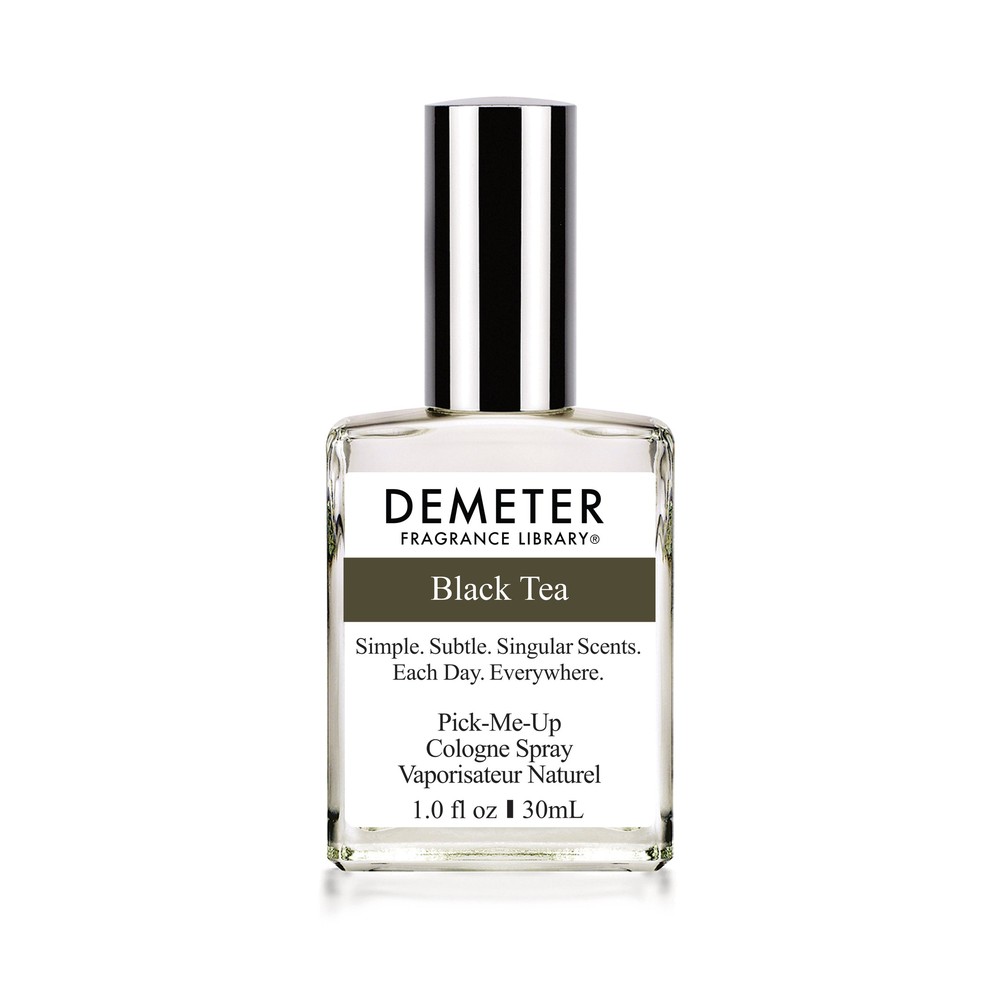 DEMETER
FRAGRANCE LIBRARY®
Black Tea
Simple. Subtle. Singular Scents.
Each Day. Everywhere.
Pick-Me-Up
Cologne Spray
Vaporisateur Naturel
1.0 fl oz ▌30mL